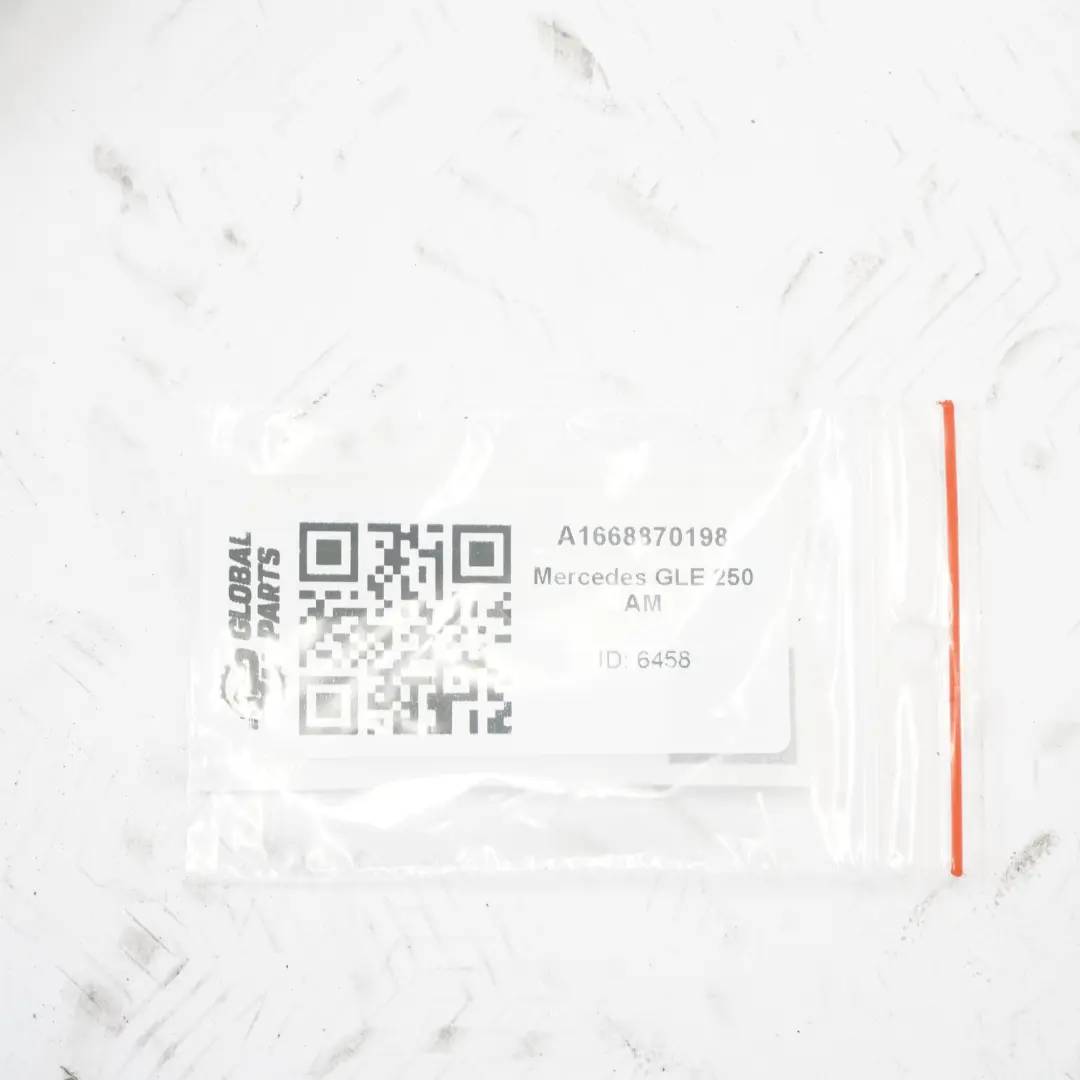 GLOBAL
PARTS
A1668870198
Mercedes GLE 250
AM
ID: 6458